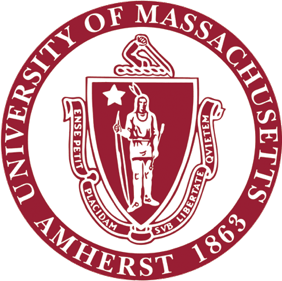 UNIVERSITY OF MASSACHUSETTS
AMHERST 1863
ENSE PETIT
PLACIDAM
SVB LIBERTATE
QVIETEM